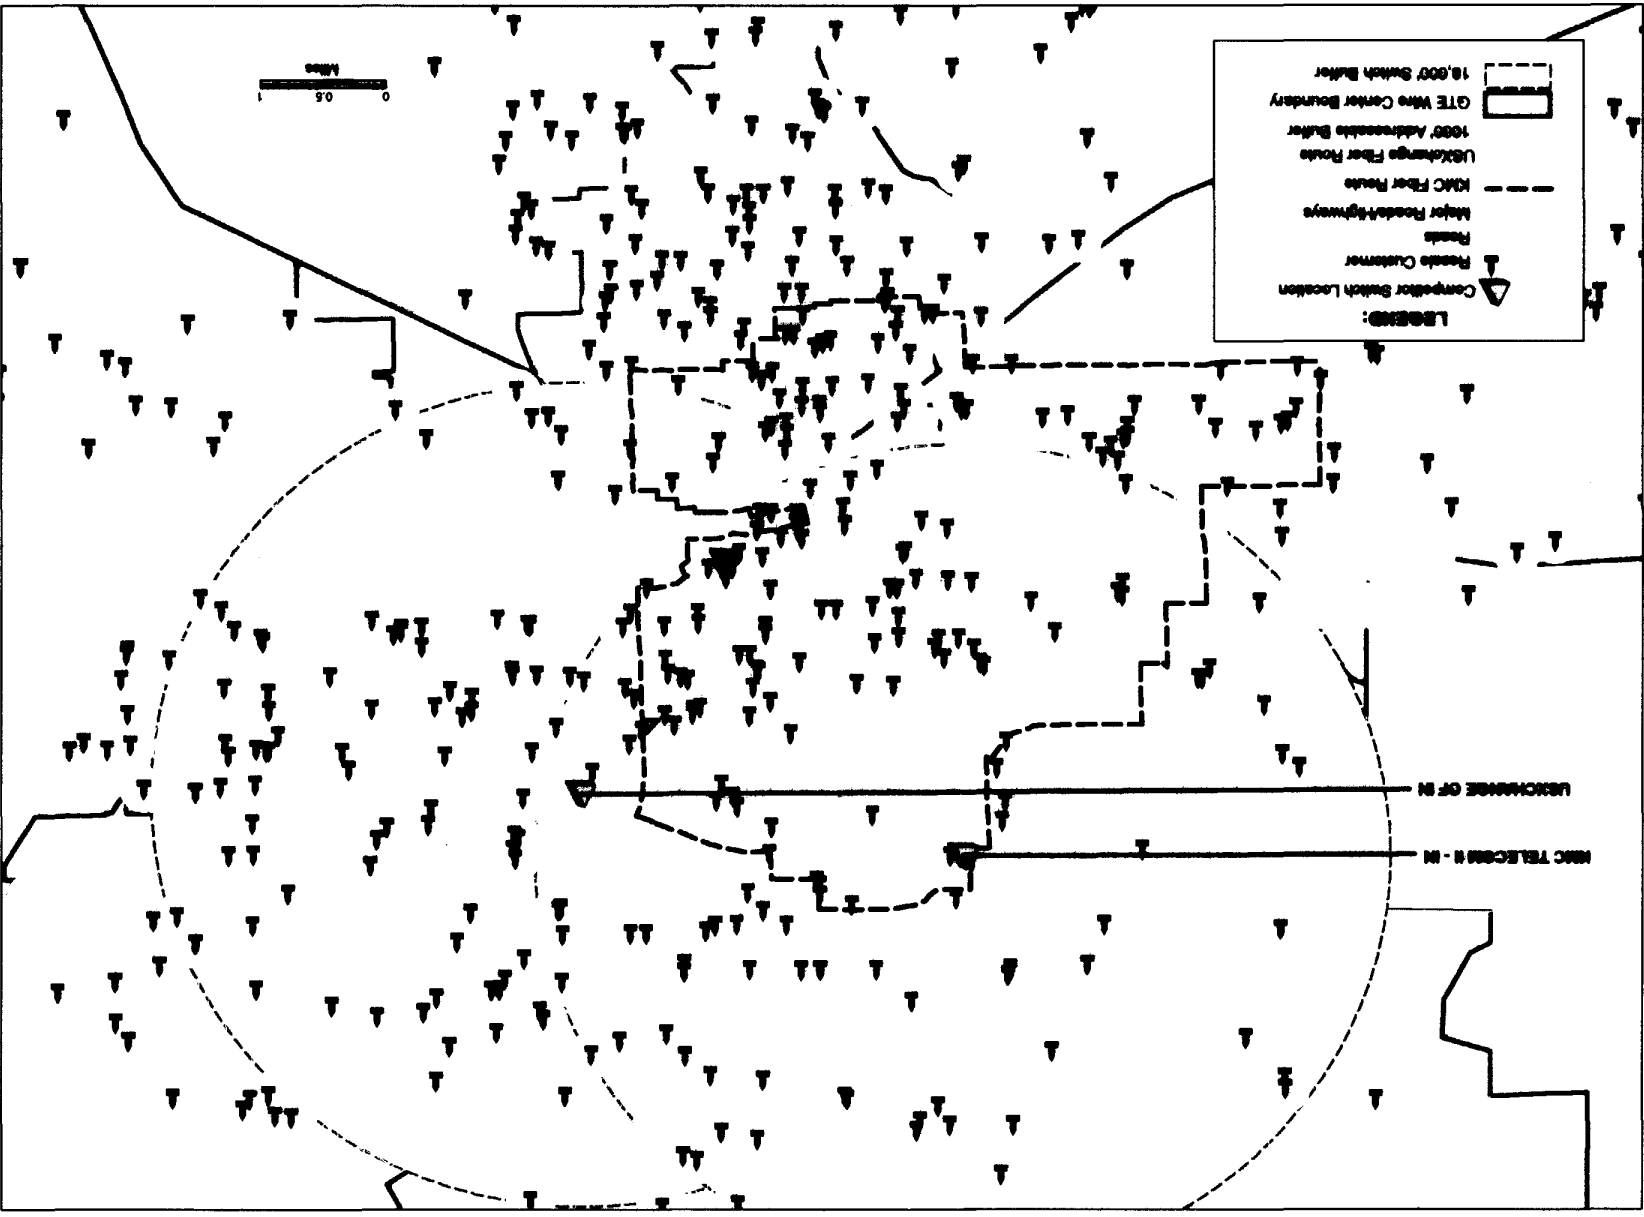 KMC TELECOM II - IN
USXCHANGE OF IN
LEGEND:
Competitor Switch Location
Resale Customer
Roads
Major Roads/Highways
KMC Fiber Route
USXchange Fiber Route
1000' Addressable Buffer
GTE Wire Center Boundary
18,000' Switch Buffer
0 0.5 1
Miles